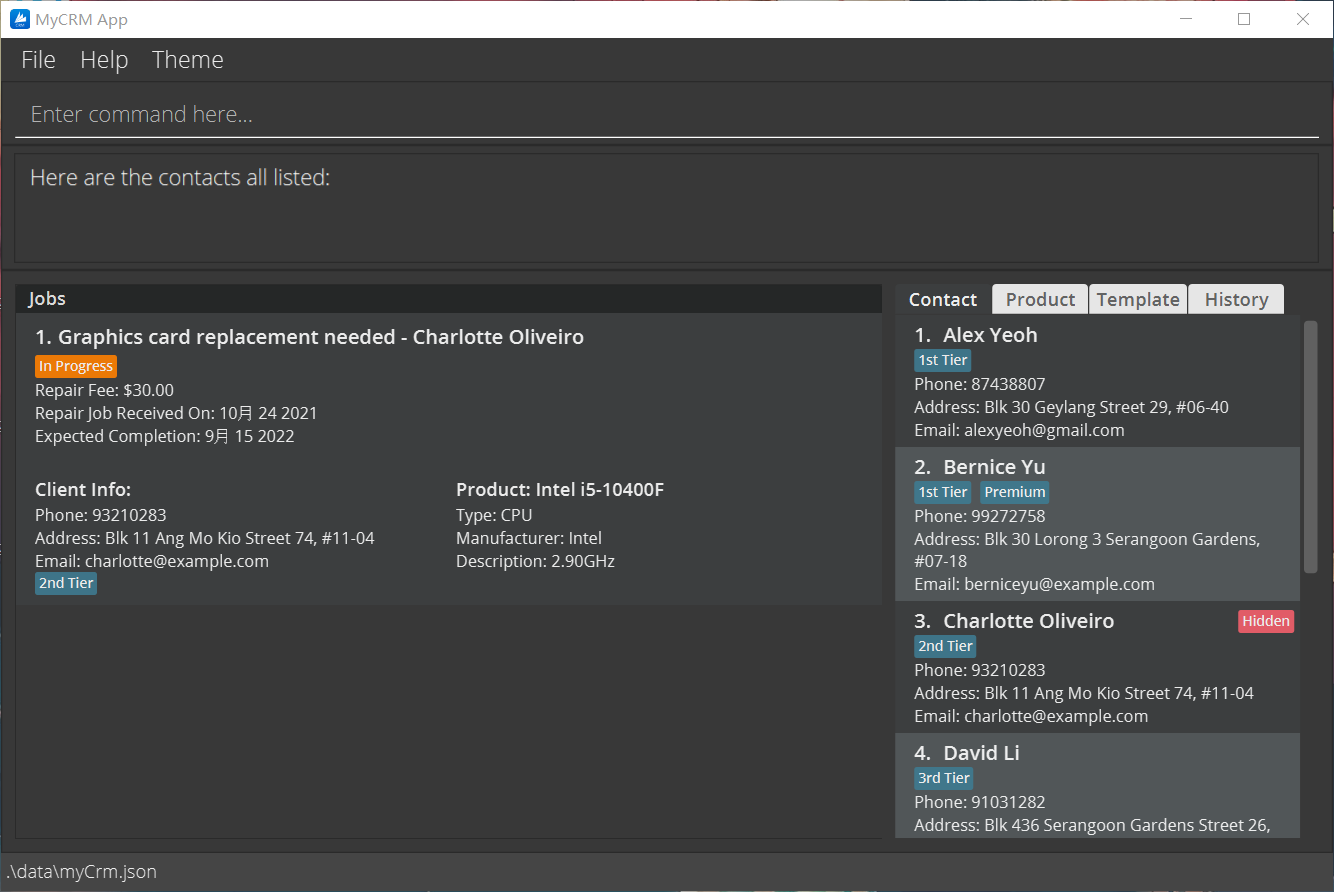 MyCRM App
File Help Theme
Enter command here...
Here are the contacts all listed:
Jobs
1. Graphics card replacement needed - Charlotte Oliveiro
In Progress
Repair Fee: $30.00
Repair Job Received On: 10月 24 2021
Expected Completion: 9月 15 2022
Client Info:
Phone: 93210283
Address: Blk 11 Ang Mo Kio Street 74, #11-04
Email: charlotte@example.com
2nd Tier
Product: Intel i5-10400F
Type: CPU
Manufacturer: Intel
Description: 2.90GHz
Contact Product Template History
1. Alex Yeoh
1st Tier
Phone: 87438807
Address: Blk 30 Geylang Street 29, #06-40
Email: alexyeoh@gmail.com
2. Bernice Yu
1st Tier Premium
Phone: 99272758
Address: Blk 30 Lorong 3 Serangoon Gardens,
#07-18
Email: berniceyu@example.com
3. Charlotte Oliveiro Hidden
2nd Tier
Phone: 93210283
Address: Blk 11 Ang Mo Kio Street 74, #11-04
Email: charlotte@example.com
4. David Li
3rd Tier
Phone: 91031282
Address: Blk 436 Serangoon Gardens Street 26,
.\data\myCrm.json